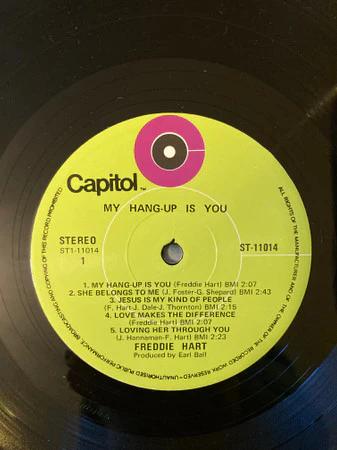 Capitol™
MY HANG-UP IS YOU
STEREO
ST1-11014
1
ST-11014
1. MY HANG-UP IS YOU (Freddie Hart) BMI 2:07
2. SHE BELONGS TO ME (J. Foster-G. Shepard) BMI 2:43
3. JESUS IS MY KIND OF PEOPLE
(F. Hart-J. Dale-J. Thornton) BMI 2:15
4. LOVE MAKES THE DIFFERENCE
(Freddie Hart) BMI 2:07
5. LOVING HER THROUGH YOU
(J. Hannaman-F. Hart) BMI 2:23
FREDDIE HART
Produced by Earl Ball
ALL RIGHTS OF THE MANUFACTURER AND OF THE OWNER OF THE RECORDED WORK RESERVED–UNAUTHORISED PUBLIC PERFORMANCE, BROADCASTING AND COPYING OF THIS RECORD PROHIBITED